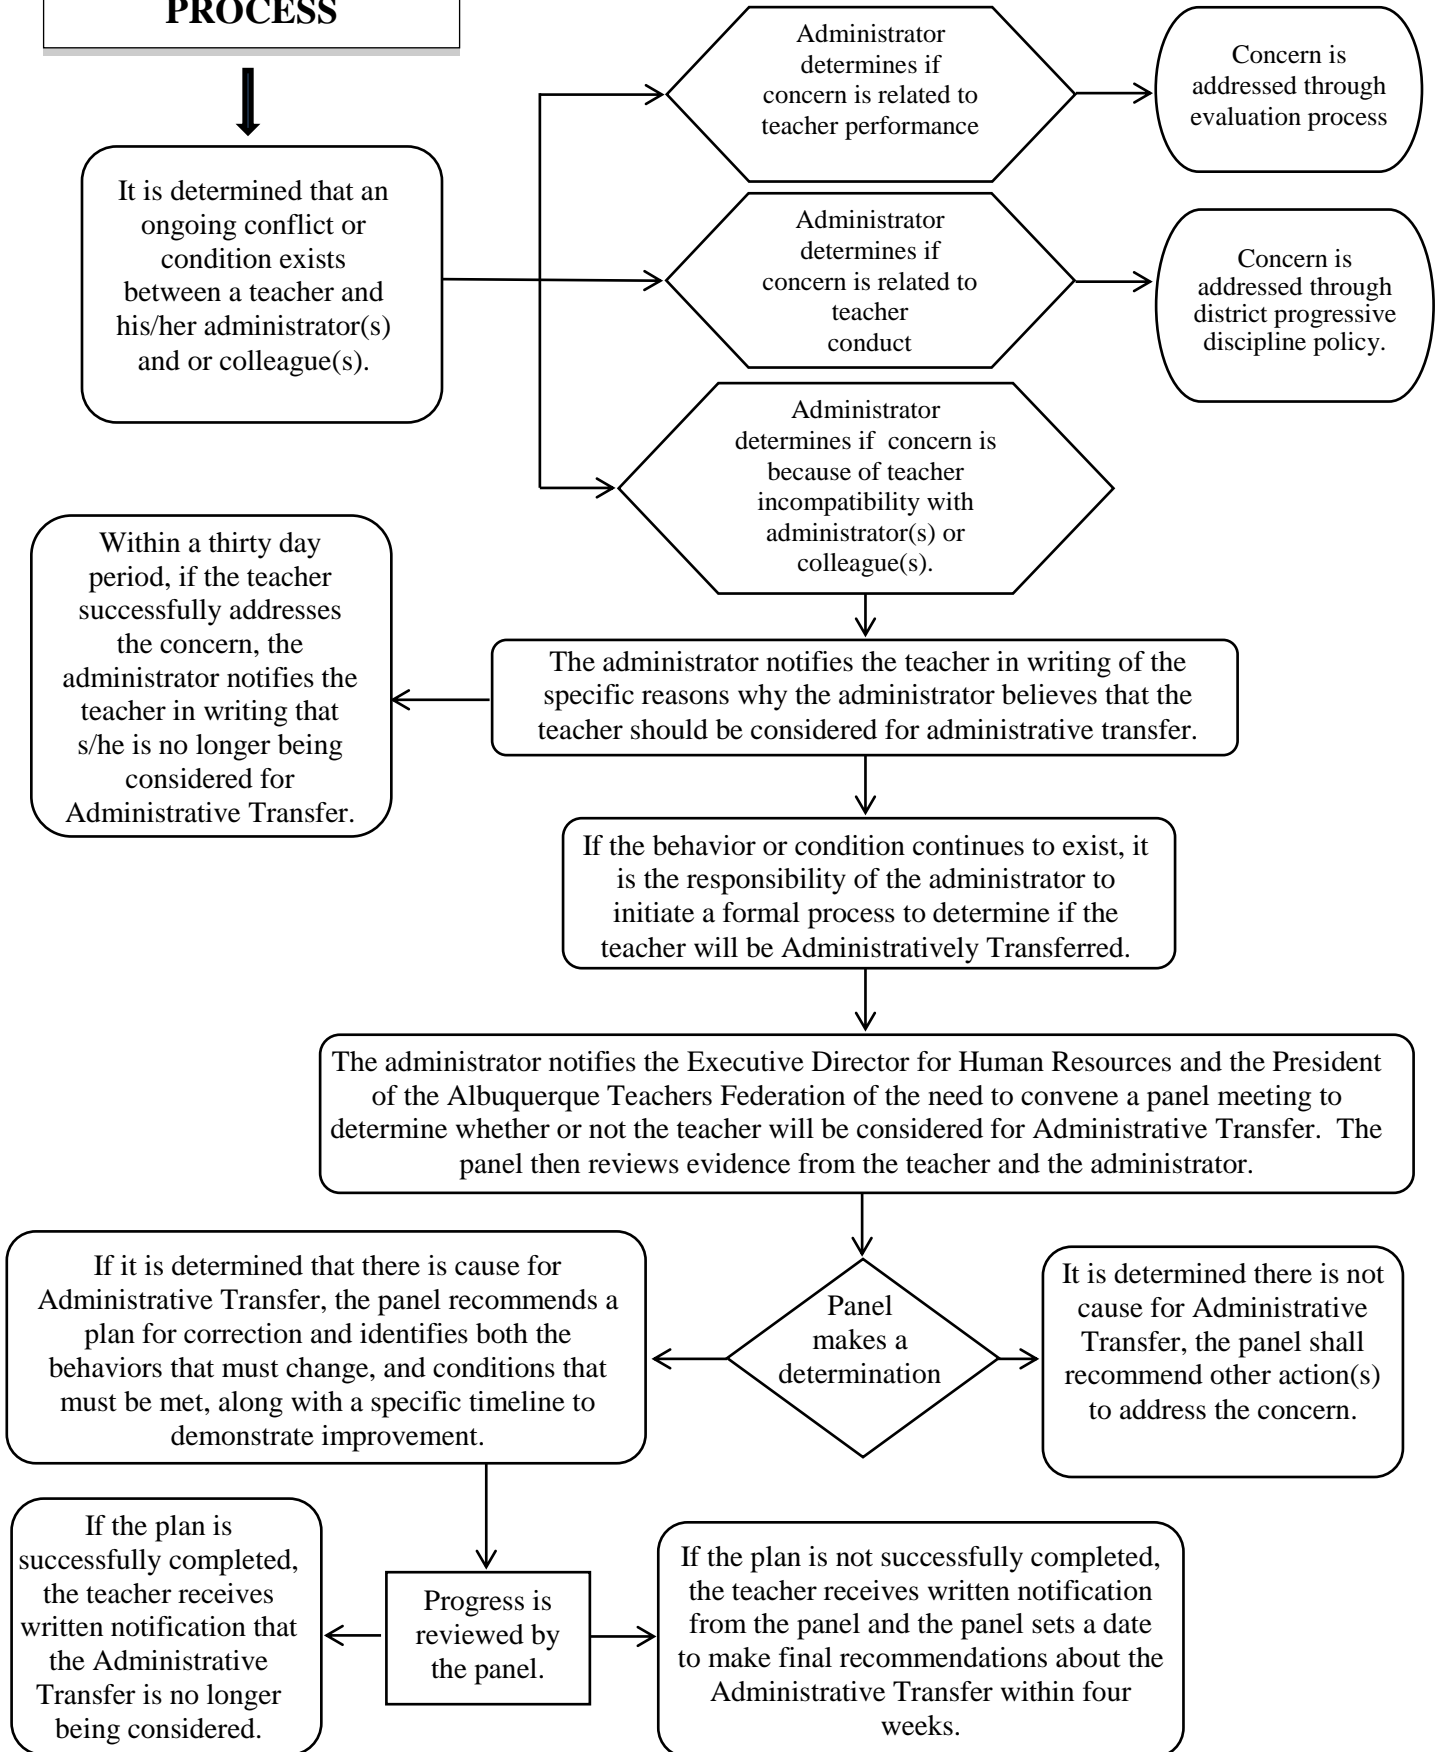 PROCESS
Administrator
determines if
concern is related to
teacher performance
Concern is
addressed through
evaluation process
It is determined that an
ongoing conflict or
condition exists
between a teacher and
his/her administrator(s)
and or colleague(s).
Administrator
determines if
concern is related to
teacher
conduct
Concern is
addressed through
district progressive
discipline policy.
Administrator
determines if  concern is
because of teacher
incompatibility with
administrator(s) or
colleague(s).
Within a thirty day
period, if the teacher
successfully addresses
the concern, the
administrator notifies the
teacher in writing that
s/he is no longer being
considered for
Administrative Transfer.
The administrator notifies the teacher in writing of the
specific reasons why the administrator believes that the
teacher should be considered for administrative transfer.
If the behavior or condition continues to exist, it
is the responsibility of the administrator to
initiate a formal process to determine if the
teacher will be Administratively Transferred.
The administrator notifies the Executive Director for Human Resources and the President
of the Albuquerque Teachers Federation of the need to convene a panel meeting to
determine whether or not the teacher will be considered for Administrative Transfer.  The
panel then reviews evidence from the teacher and the administrator.
If it is determined that there is cause for
Administrative Transfer, the panel recommends a
plan for correction and identifies both the
behaviors that must change, and conditions that
must be met, along with a specific timeline to
demonstrate improvement.
Panel
makes a
determination
It is determined there is not
cause for Administrative
Transfer, the panel shall
recommend other action(s)
to address the concern.
If the plan is
successfully completed,
the teacher receives
written notification that
the Administrative
Transfer is no longer
being considered.
Progress is
reviewed by
the panel.
If the plan is not successfully completed,
the teacher receives written notification
from the panel and the panel sets a date
to make final recommendations about the
Administrative Transfer within four
weeks.